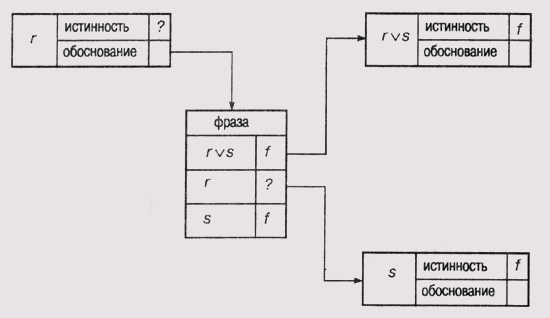 r истинность ?
обоснование
r∨s истинность f
обоснование
фраза
r∨s f
r ?
s f
s истинность f
обоснование